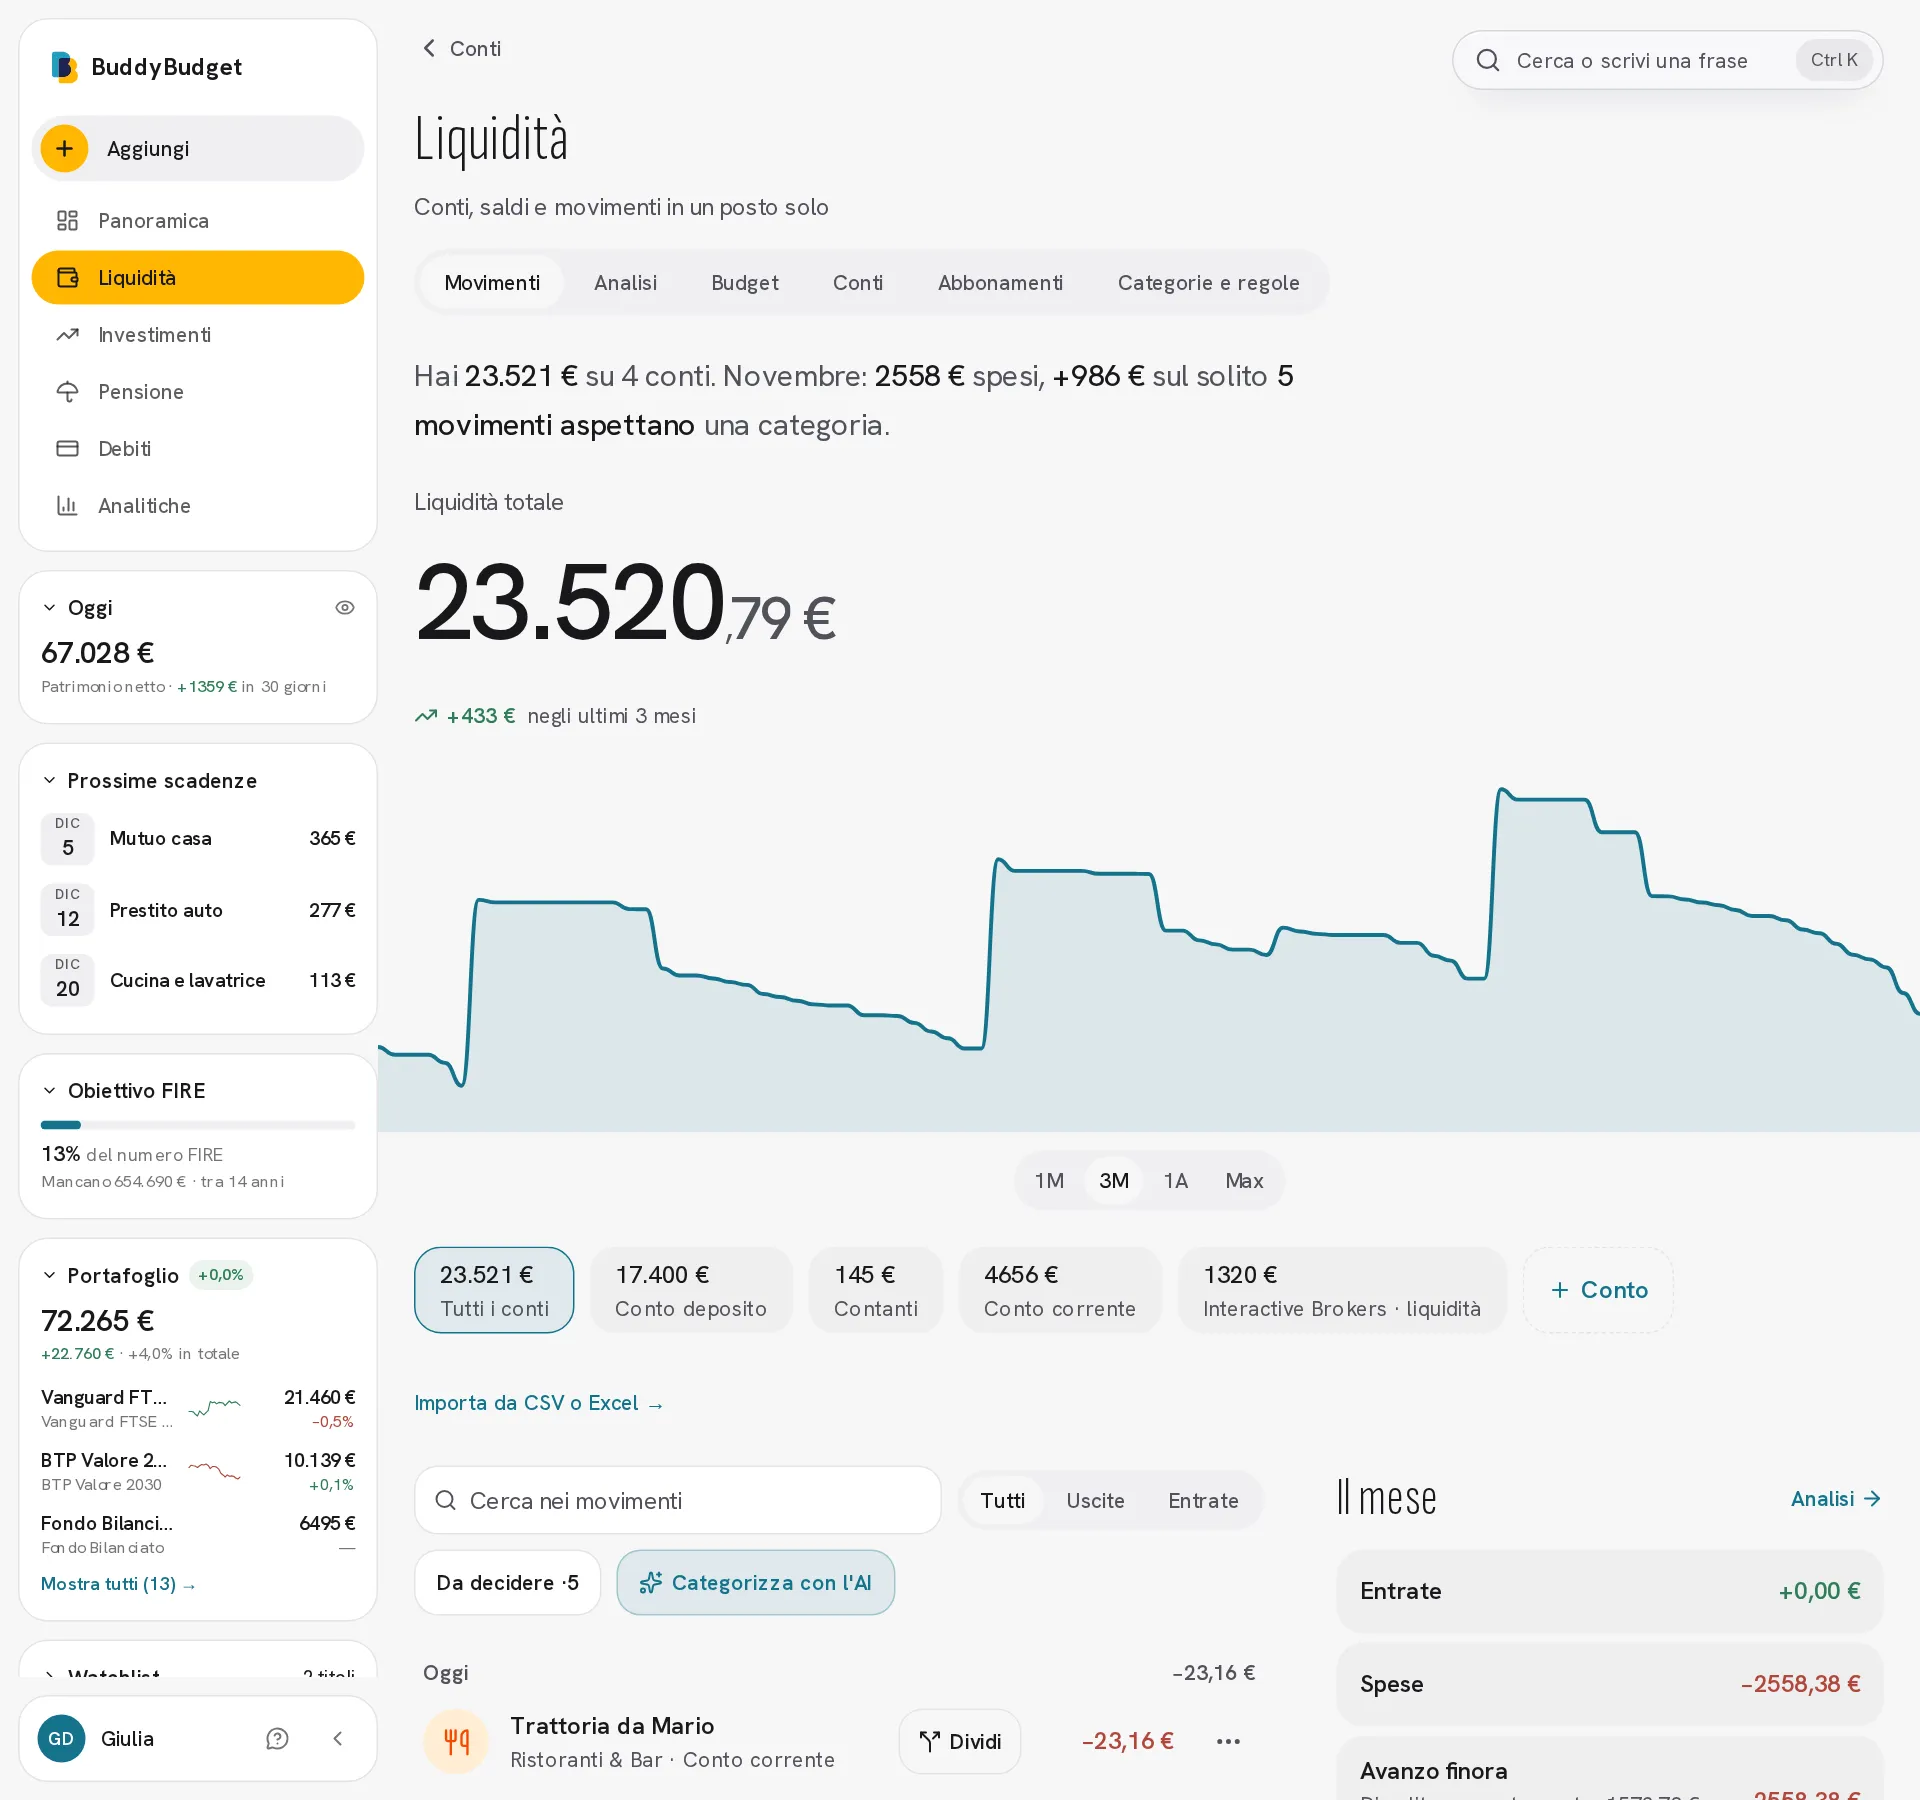 BuddyBudget
Aggiungi
Panoramica
Liquidità
Investimenti
Pensione
Debiti
Analitiche
Oggi
67.028 €
Patrimonio netto · +1359 € in 30 giorni
Prossime scadenze
DIC
5
Mutuo casa
365 €
DIC
12
Prestito auto
277 €
DIC
20
Cucina e lavatrice
113 €
Obiettivo FIRE
13% del numero FIRE
Mancano 654.690 € · tra 14 anni
Portafoglio
+0,0%
72.265 €
+22.760 € · +4,0% in totale
Vanguard FT...
21.460 €
Vanguard FTSE ...
−0,5%
BTP Valore 2...
10.139 €
BTP Valore 2030
+0,1%
Fondo Bilanci...
6495 €
Fondo Bilanciato
—
Mostra tutti (13) →
Watchlist
2 titoli
GD
Giulia
Conti
Cerca o scrivi una frase
Ctrl K
Liquidità
Conti, saldi e movimenti in un posto solo
Movimenti
Analisi
Budget
Conti
Abbonamenti
Categorie e regole
Hai 23.521 € su 4 conti. Novembre: 2558 € spesi, +986 € sul solito 5
movimenti aspettano una categoria.
Liquidità totale
23.520,79 €
+433 € negli ultimi 3 mesi
1M
3M
1A
Max
23.521 €
Tutti i conti
17.400 €
Conto deposito
145 €
Contanti
4656 €
Conto corrente
1320 €
Interactive Brokers · liquidità
+ Conto
Importa da CSV o Excel →
Cerca nei movimenti
Tutti
Uscite
Entrate
Da decidere ·5
Categorizza con l'AI
Oggi
−23,16 €
Trattoria da Mario
Ristoranti & Bar · Conto corrente
Dividi
−23,16 €
Il mese
Analisi →
Entrate
+0,00 €
Spese
−2558,38 €
Avanzo finora
−2558,38 €